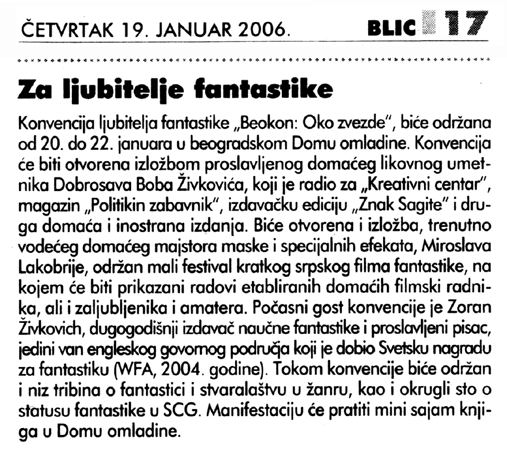 ČETVRTAK 19. JANUAR 2006. BLIC 17
Za ljubitelje fantastike
Konvencija ljubitelja fantastike „Beokon: Oko zvezde", biće održana
od 20. do 22. januara u beogradskom Domu omladine. Konvencija
će biti otvorena izložbom proslavljenog domaćeg likovnog umet-
nika Dobrosava Boba Živkovića, koji je radio za „Kreativni centar",
magazin „Politikin zabavnik", izdavačku ediciju „Znak Sagite" i dru-
ga domaća i inostrana izdanja. Biće otvorena i izložba, trenutno
vodećeg domaćeg majstora maske i specijalnih efekata, Miroslava
Lakobrije, održan mali festival kratkog srpskog filma fantastike, na
kojem će biti prikazani radovi etabliranih domaćih filmski radni-
ka, ali i zaljubljenika i amatera. Počasni gost konvencije je Zoran
Živkovich, dugogodišnji izdavač naučne fantastike i proslavljeni pisac,
jedini van engleskog govornog područja koji je dobio Svetsku nagradu
za fantastiku (WFA, 2004. godine). Tokom konvencije biće održan
i niz tribina o fantastici i stvaralaštvu u žanru, kao i okrugli sto o
statusu fantastike u SCG. Manifestaciju će pratiti mini sajam knji-
ga u Domu omladine.